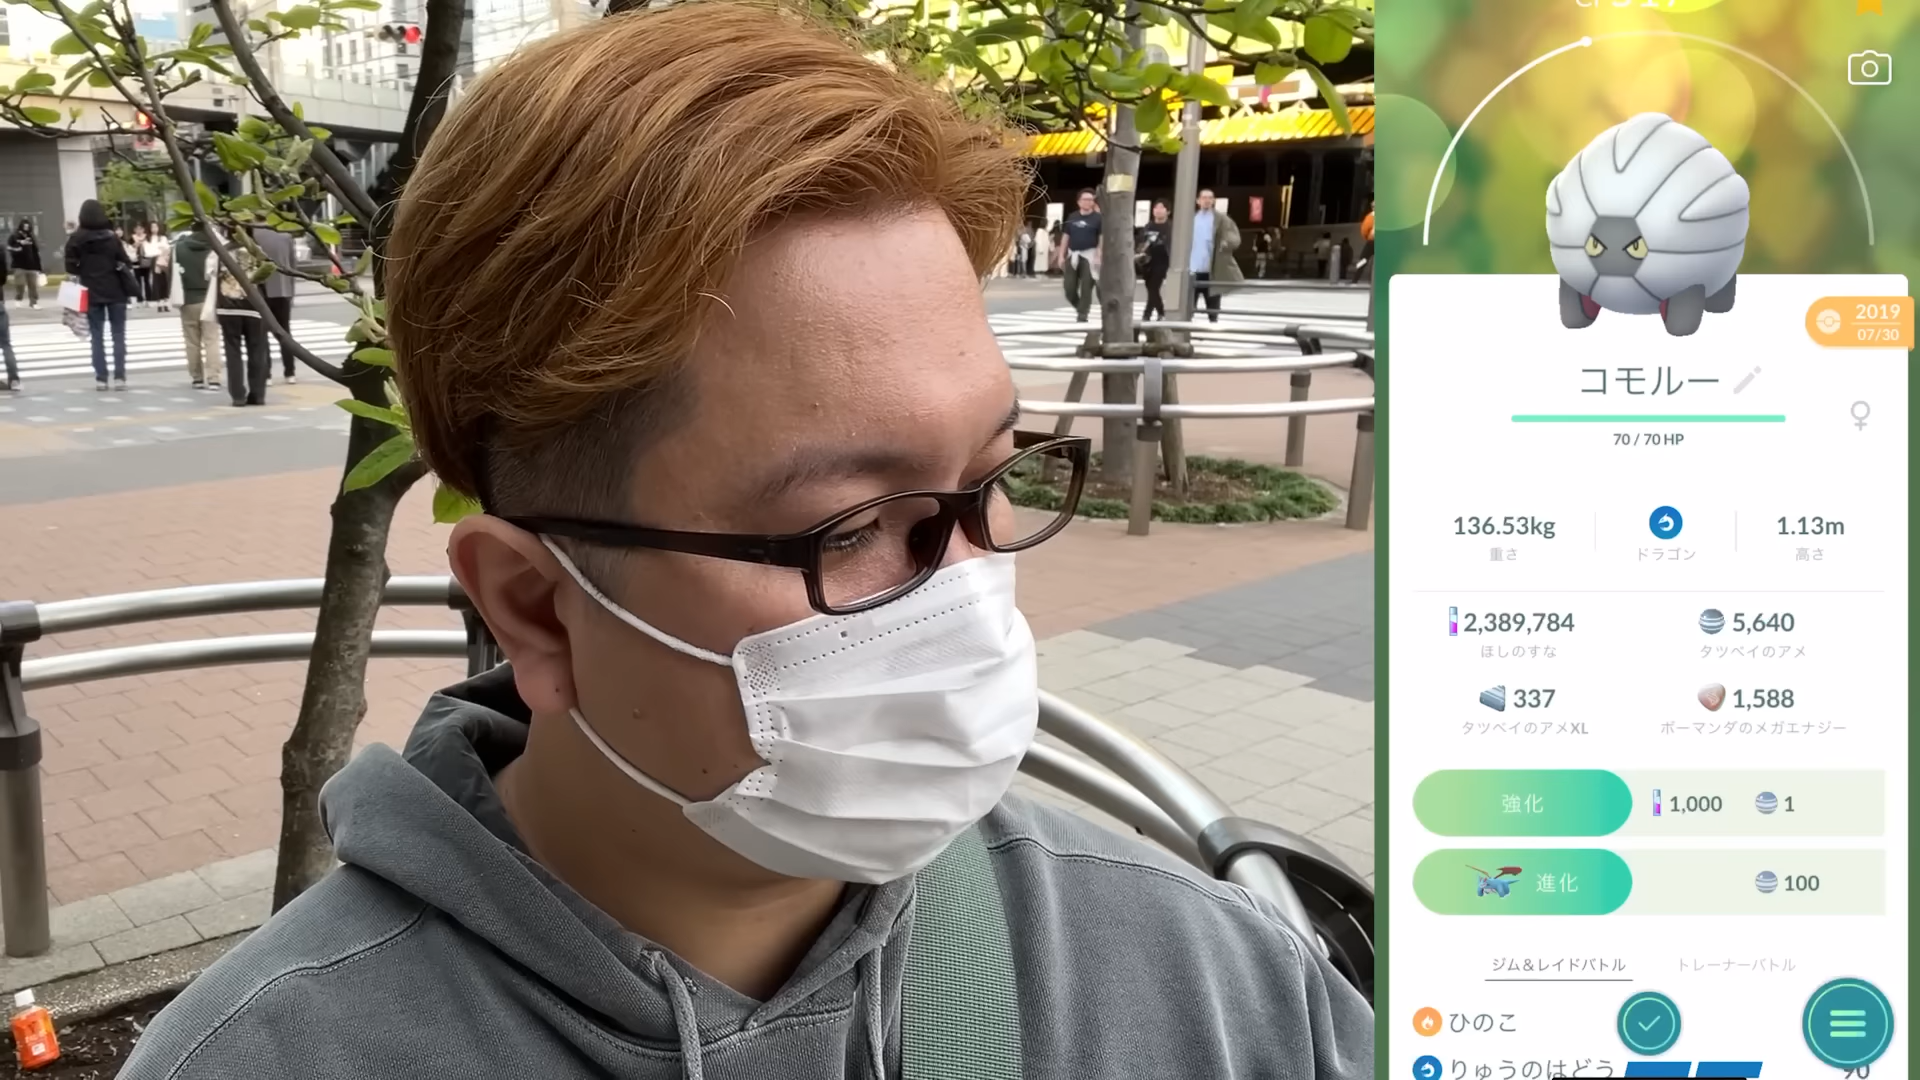 2019
07/30
コモルー
70 / 70 HP
136.53kg
重さ
ドラゴン
1.13m
高さ
2,389,784
ほしのすな
5,640
タツベイのアメ
337
タツベイのアメXL
1,588
ボーマンダのメガエナジー
強化
1,000
1
進化
100
ジム&レイドバトル
トレーナーバトル
ひのこ
りゅうのはどう
90